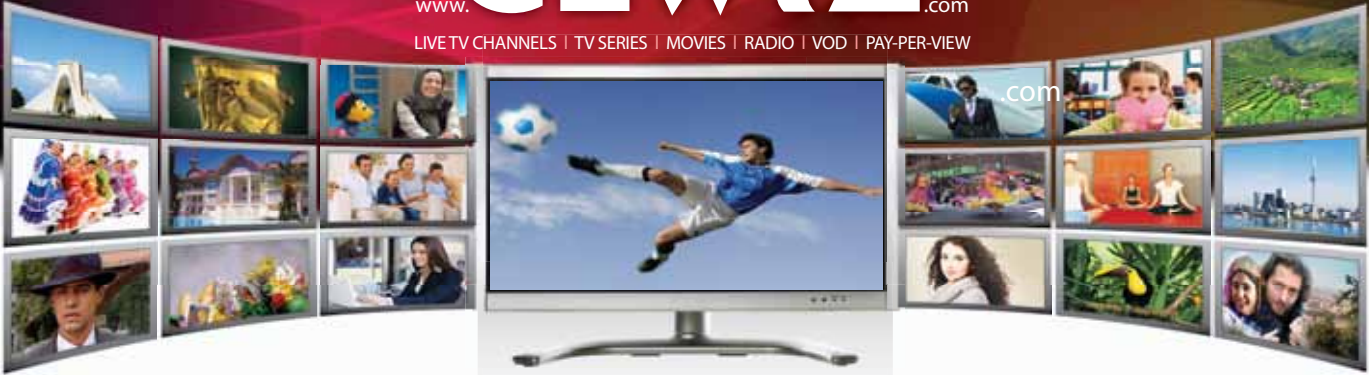 www. .com
LIVE TV CHANNELS | TV SERIES | MOVIES | RADIO | VOD | PAY-PER-VIEW
.com